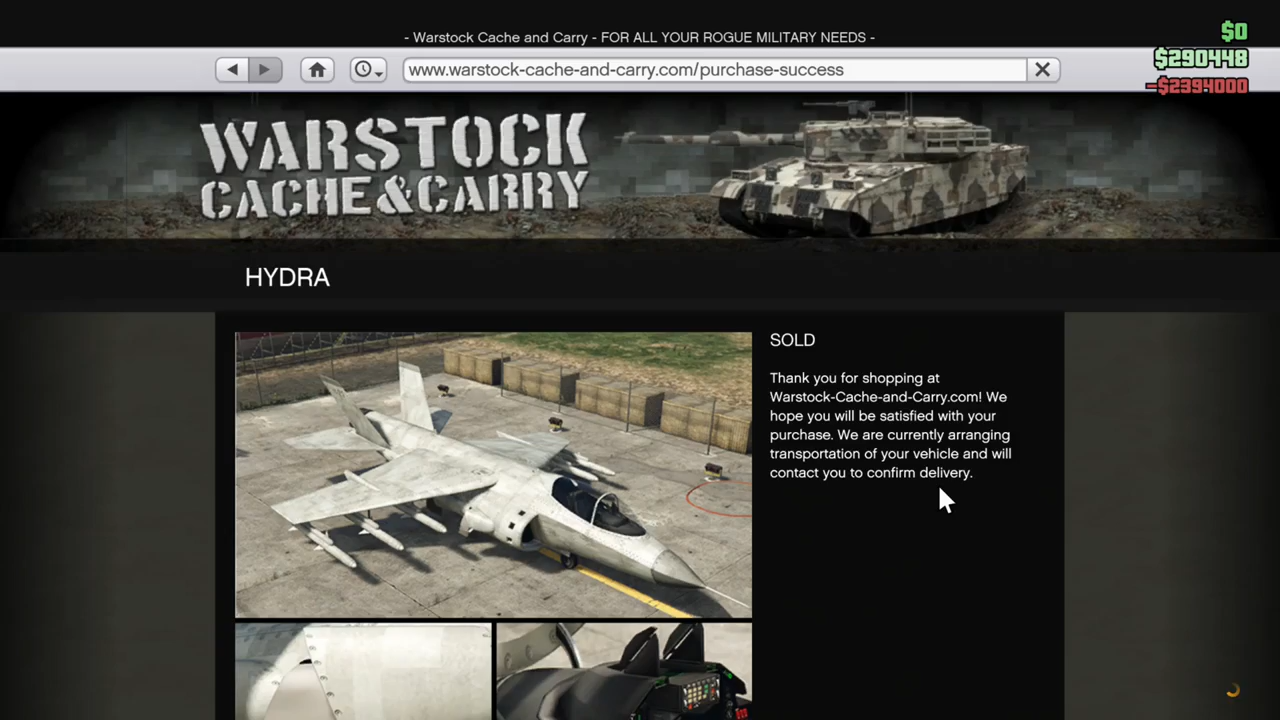 - Warstock Cache and Carry - FOR ALL YOUR ROGUE MILITARY NEEDS -
$0
$290448
-$2394000
www.warstock-cache-and-carry.com/purchase-success
WARSTOCK
CACHE&CARRY
HYDRA
SOLD
Thank you for shopping at
Warstock-Cache-and-Carry.com! We
hope you will be satisfied with your
purchase. We are currently arranging
transportation of your vehicle and will
contact you to confirm delivery.